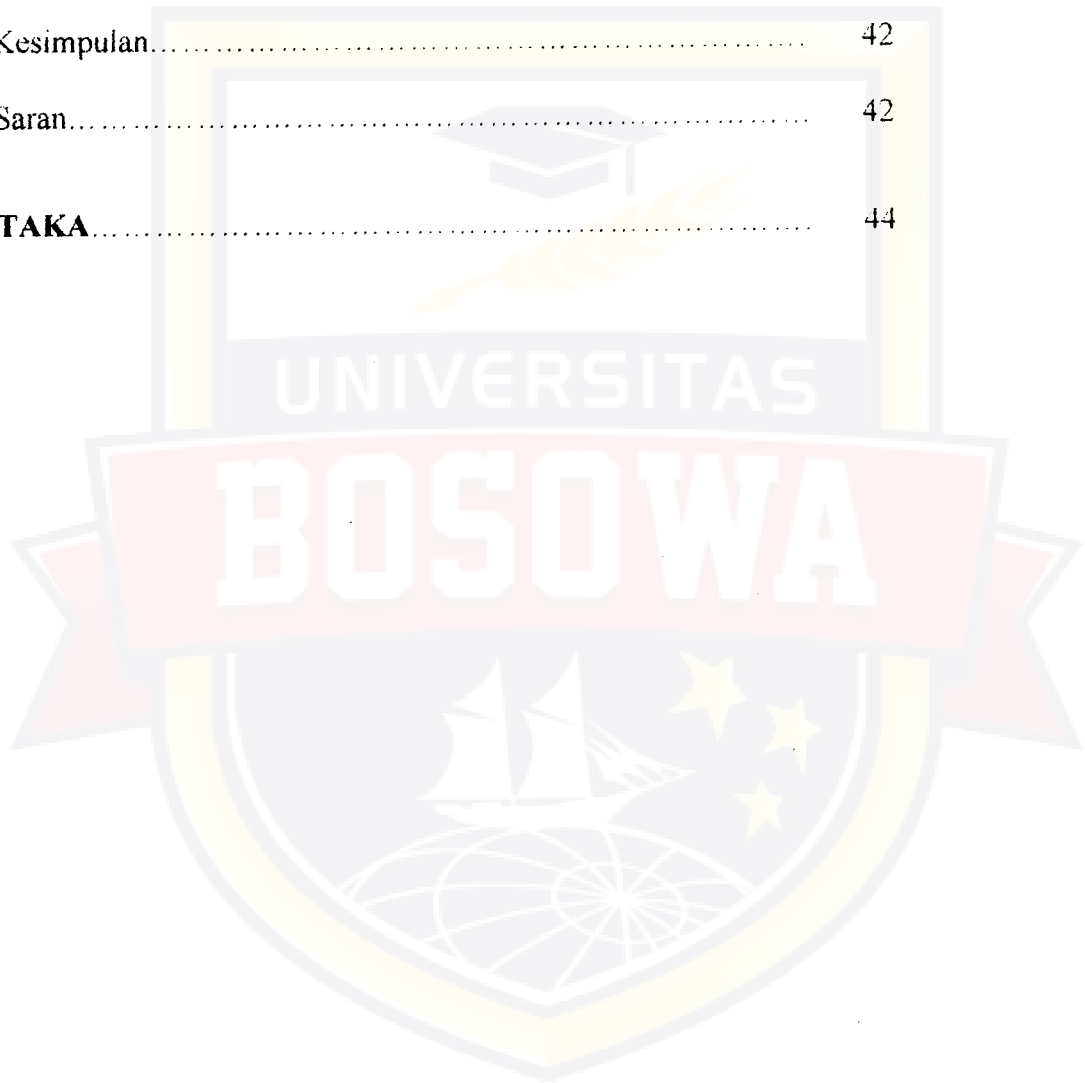 Kesimpulan........................................ 42
Saran........................................ 42
TAKA........................................ 44
UNIVERSITAS
BOSOWA